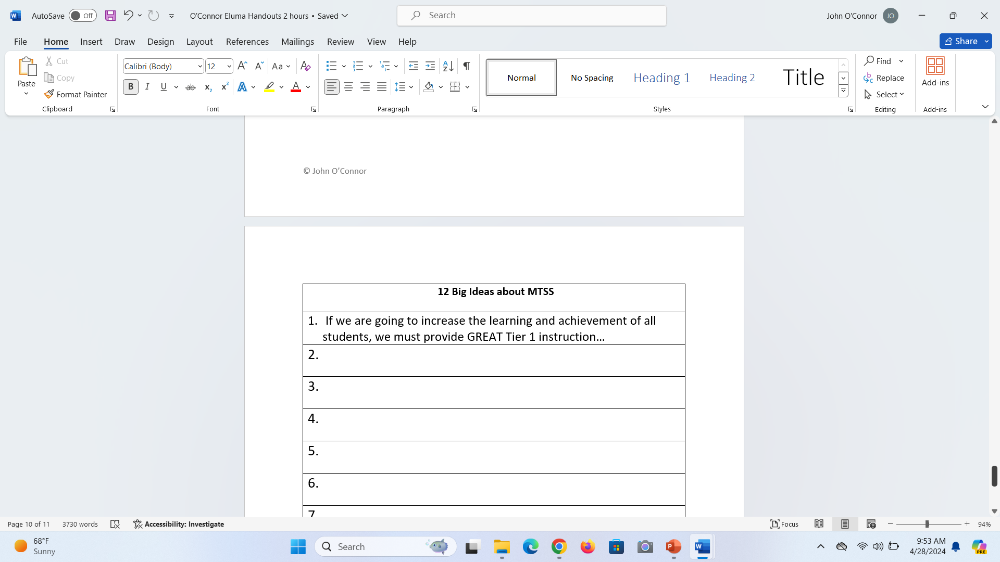 AutoSave Off O'Connor Eluma Handouts 2 hours • Saved Search John O'Connor JO
File Home Insert Draw Design Layout References Mailings Review View Help Share
Paste
Cut
Copy
Format Painter
Clipboard
Calibri (Body) 12
Font
Paragraph
Normal No Spacing Heading 1 Heading 2 Title
Styles
Find
Replace
Select
Editing
Add-ins
Add-ins
© John O’Connor
12 Big Ideas about MTSS
1. If we are going to increase the learning and achievement of all
students, we must provide GREAT Tier 1 instruction…
2.
3.
4.
5.
6.
7
Page 10 of 11 3730 words Accessibility: Investigate Focus 94%
68°F
Sunny
Search
9:53 AM
4/28/2024
PRE